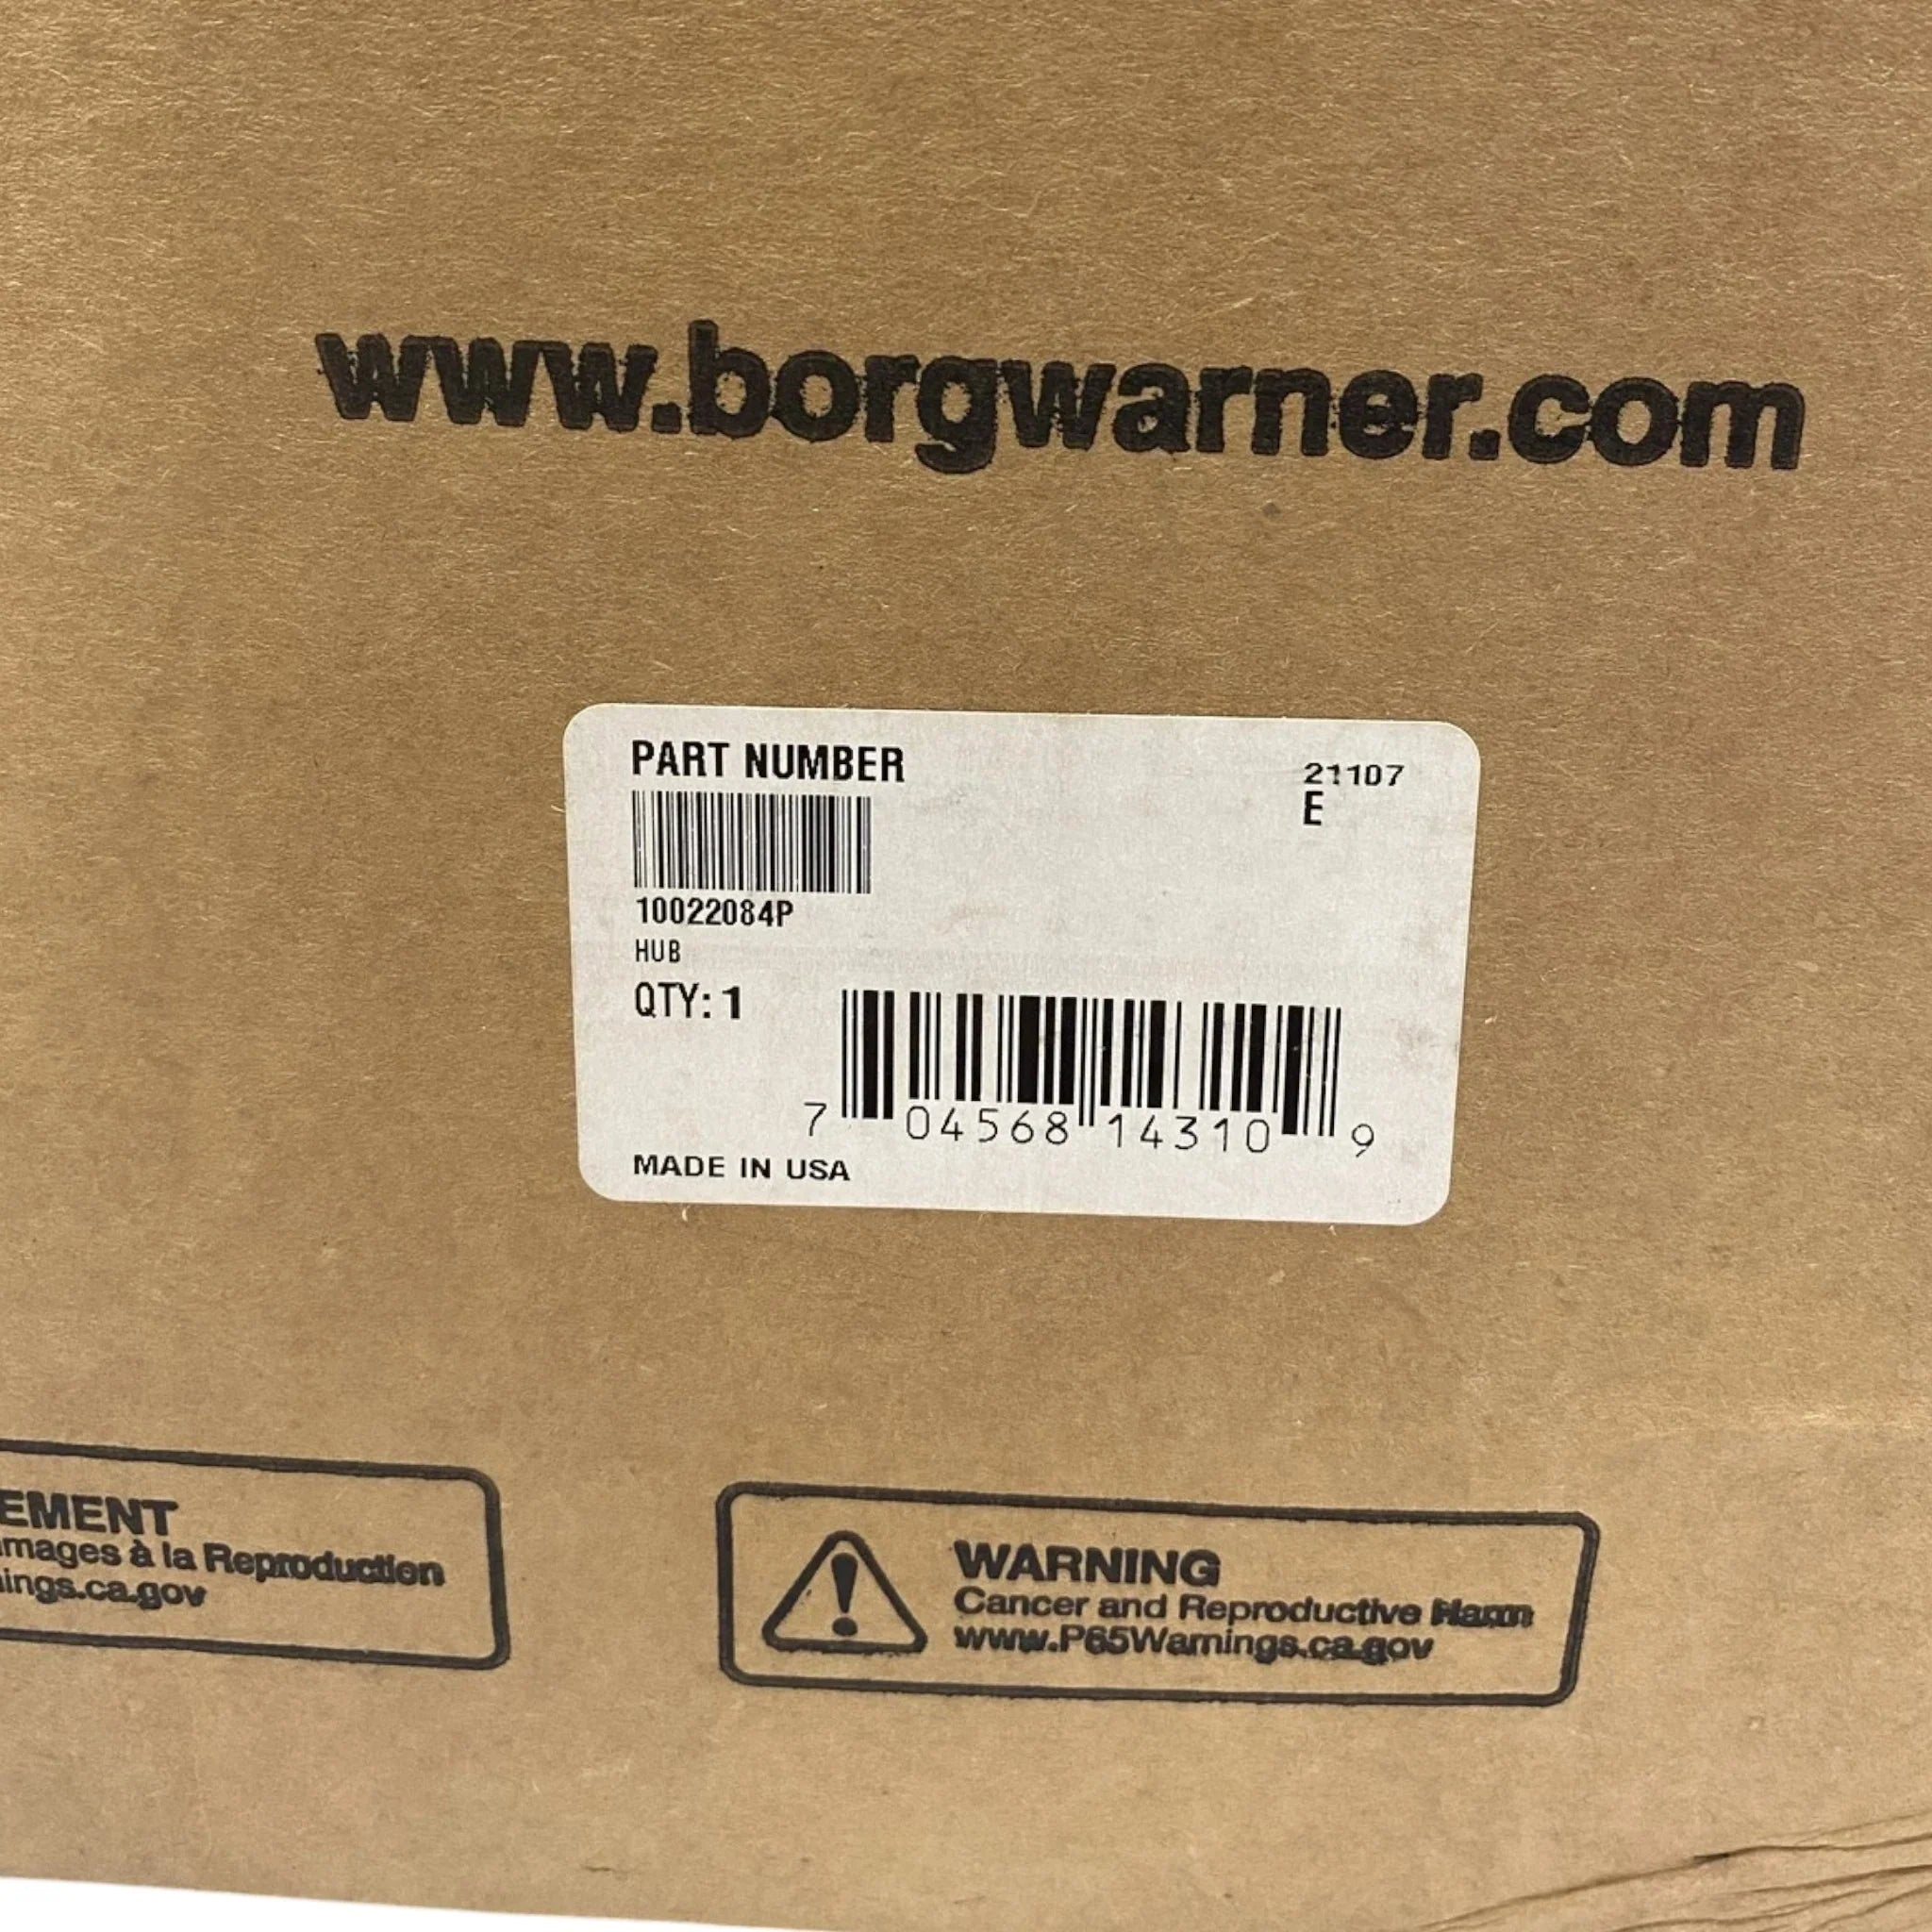 www.borgwarner.com
PART NUMBER
21107
E
10022084P
HUB
QTY: 1
7 04568 14310 9
MADE IN USA
EMENT
mages à la Reproduction
ings.ca.gov
WARNING
Cancer and Reproductive Harm
www.P65Warnings.ca.gov